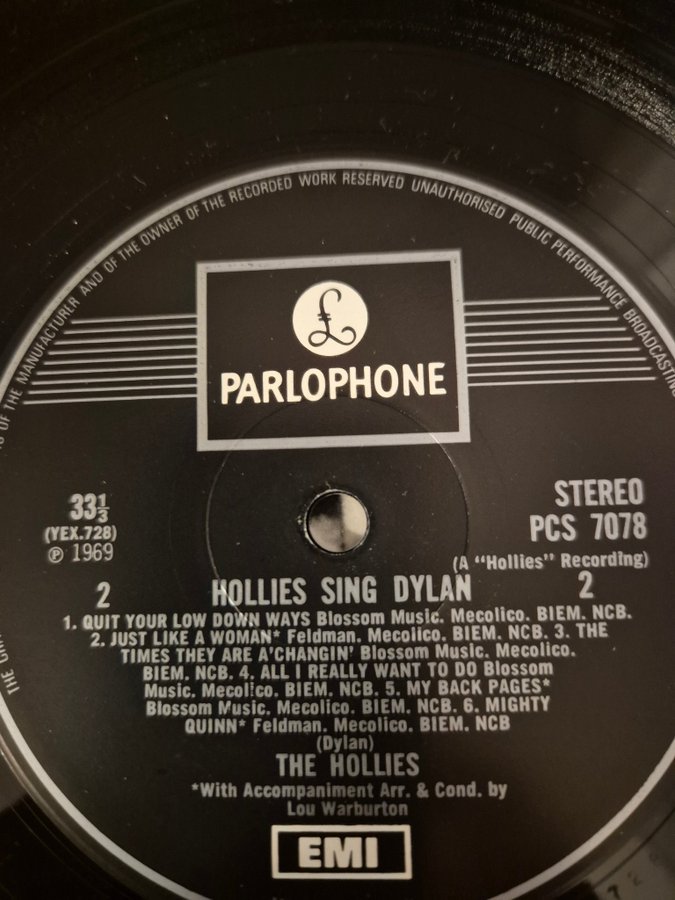 OF THE MANUFACTURER AND OF THE OWNER OF THE RECORDED WORK RESERVED UNAUTHORISED PUBLIC PERFORMANCE BROADCASTING
£
PARLOPHONE
33⅓
(YEX.728)
℗ 1969
STEREO
PCS 7078
(A "Hollies" Recording)
2 HOLLIES SING DYLAN 2
1. QUIT YOUR LOW DOWN WAYS Blossom Music. Mecolico. BIEM. NCB.
2. JUST LIKE A WOMAN* Feldman. Mecolico. BIEM. NCB. 3. THE
TIMES THEY ARE A'CHANGIN' Blossom Music. Mecolico.
BIEM. NCB. 4. ALL I REALLY WANT TO DO Blossom
Music. Mecolico. BIEM. NCB. 5. MY BACK PAGES*
Blossom Music. Mecolico. BIEM. NCB. 6. MIGHTY
QUINN* Feldman. Mecolico. BIEM. NCB
(Dylan)
THE HOLLIES
*With Accompaniment Arr. & Cond. by
Lou Warburton
EMI